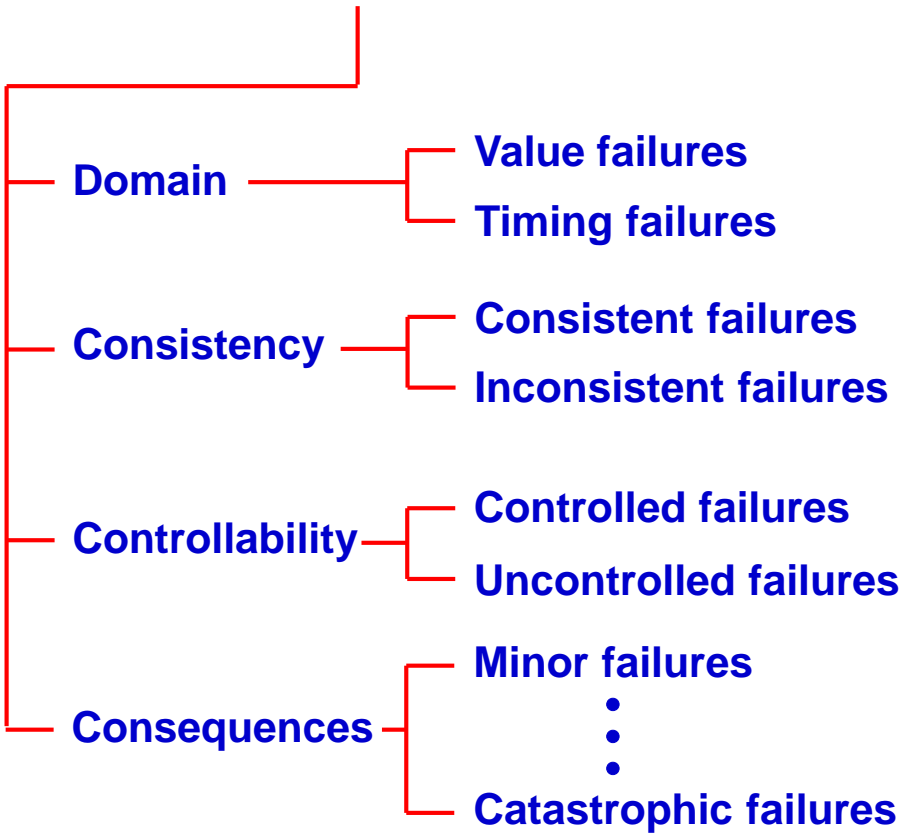 Domain
Value failures
Timing failures
Consistency
Consistent failures
Inconsistent failures
Controllability
Controlled failures
Uncontrolled failures
Consequences
Minor failures
Catastrophic failures